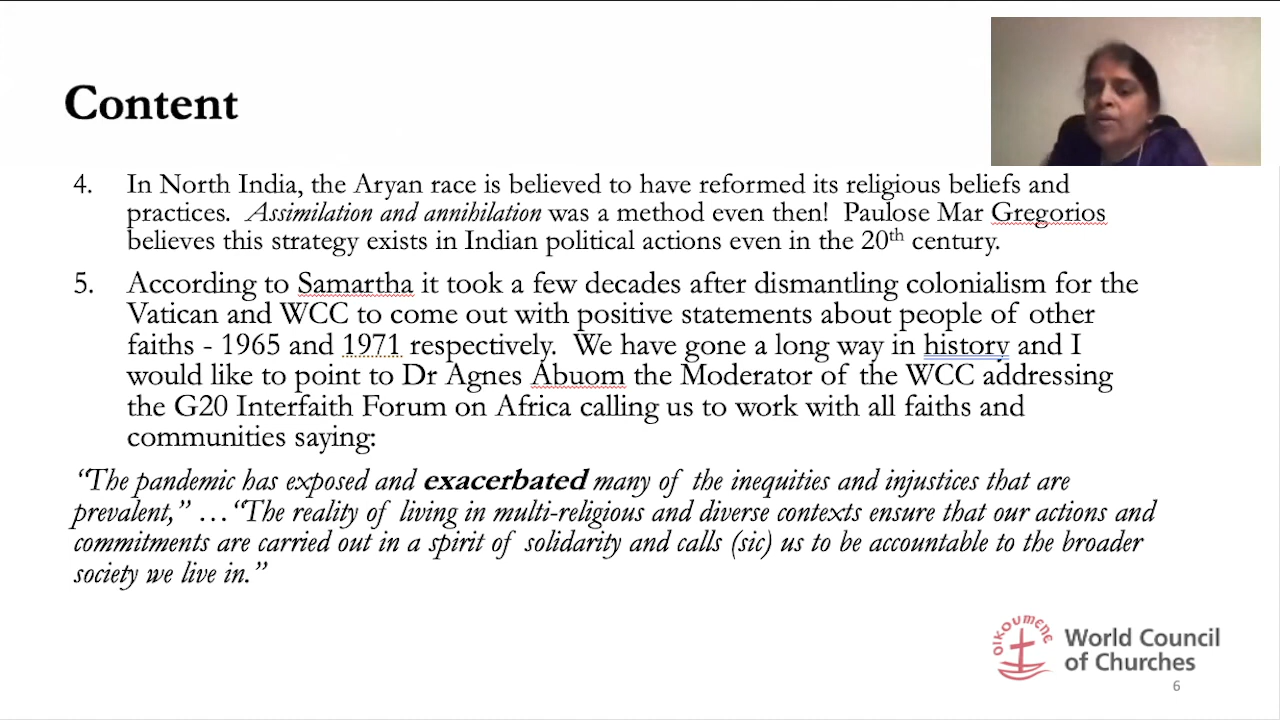 Content
4. In North India, the Aryan race is believed to have reformed its religious beliefs and
practices. Assimilation and annihilation was a method even then! Paulose Mar Gregorios
believes this strategy exists in Indian political actions even in the 20th century.
5. According to Samartha it took a few decades after dismantling colonialism for the
Vatican and WCC to come out with positive statements about people of other
faiths - 1965 and 1971 respectively. We have gone a long way in history and I
would like to point to Dr Agnes Abuom the Moderator of the WCC addressing
the G20 Interfaith Forum on Africa calling us to work with all faiths and
communities saying:
“The pandemic has exposed and exacerbated many of the inequities and injustices that are
prevalent,” …“The reality of living in multi-religious and diverse contexts ensure that our actions and
commitments are carried out in a spirit of solidarity and calls (sic) us to be accountable to the broader
society we live in.”
OIKOUMENE
World Council
of Churches
6